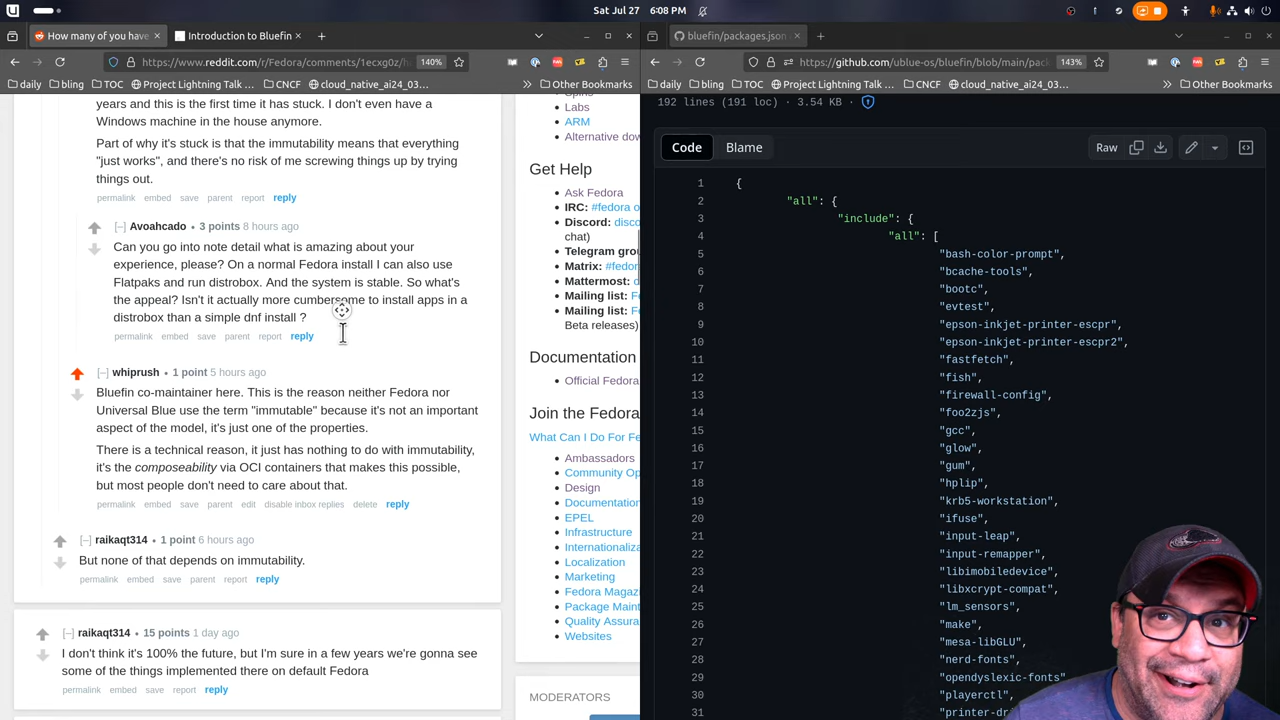 Sat Jul 27 6:08 PM
How many of you have
Introduction to Bluefin
https://www.reddit.com/r/Fedora/comments/1ecxg0z/h
140%
daily
bling
TOC
Project Lightning Talk ...
CNCF
cloud_native_ai24_03...
Other Bookmarks
years and this is the first time it has stuck. I don't even have a
Windows machine in the house anymore.
Part of why it's stuck is that the immutability means that everything
"just works", and there's no risk of me screwing things up by trying
things out.
permalink embed save parent report reply
[–] Avoahcado • 3 points 8 hours ago
Can you go into note detail what is amazing about your
experience, please? On a normal Fedora install I can also use
Flatpaks and run distrobox. And the system is stable. So what's
the appeal? Isn't it actually more cumbersome to install apps in a
distrobox than a simple dnf install ?
permalink embed save parent report reply
[–] whiprush • 1 point 5 hours ago
Bluefin co-maintainer here. This is the reason neither Fedora nor
Universal Blue use the term "immutable" because it's not an important
aspect of the model, it's just one of the properties.
There is a technical reason, it just has nothing to do with immutability,
it's the composeability via OCI containers that makes this possible,
but most people don't need to care about that.
permalink embed save parent edit disable inbox replies delete reply
[–] raikaqt314 • 1 point 6 hours ago
But none of that depends on immutability.
permalink embed save parent report reply
[–] raikaqt314 • 15 points 1 day ago
I don't think it's 100% the future, but I'm sure in a few years we're gonna see
some of the things implemented there on default Fedora
permalink embed save report reply
Labs
ARM
Alternative dow
Get Help
Ask Fedora
IRC: #fedora o
Discord: disco
chat)
Telegram gro
Matrix: #fedor
Mattermost: d
Mailing list: F
Mailing list: F
Beta releases)
Documentation
Official Fedora
Join the Fedora
What Can I Do For Fe
Ambassadors
Community Op
Design
Documentation
EPEL
Infrastructure
Internationaliza
Localization
Marketing
Fedora Magaz
Package Maint
Quality Assura
Websites
MODERATORS
bluefin/packages.json
https://github.com/ublue-os/bluefin/blob/main/pack
143%
daily
bling
TOC
Project Lightning Talk ...
CNCF
cloud_native_ai24_03...
Other Bookmarks
192 lines (191 loc) · 3.54 KB
Code
Blame
Raw
1 {
2 "all": {
3 "include": {
4 "all": [
5 "bash-color-prompt",
6 "bcache-tools",
7 "bootc",
8 "evtest",
9 "epson-inkjet-printer-escpr",
10 "epson-inkjet-printer-escpr2",
11 "fastfetch",
12 "fish",
13 "firewall-config",
14 "foo2zjs",
15 "gcc",
16 "glow",
17 "gum",
18 "hplip",
19 "krb5-workstation",
20 "ifuse",
21 "input-leap",
22 "input-remapper",
23 "libimobiledevice",
24 "libxcrypt-compat",
25 "lm_sensors",
26 "make",
27 "mesa-libGLU",
28 "nerd-fonts",
29 "opendyslexic-fonts"
30 "playerctl",
31 "printer-dr